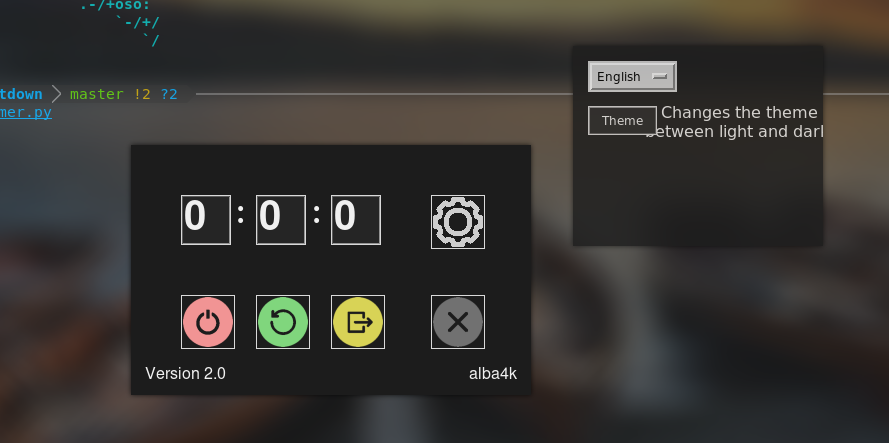 .-/+oso:
`-/+/
`/
tdown master !2 ?2
mer.py
English
Theme
Changes the theme
between light and dark
0 : 0 : 0
Version 2.0
alba4k